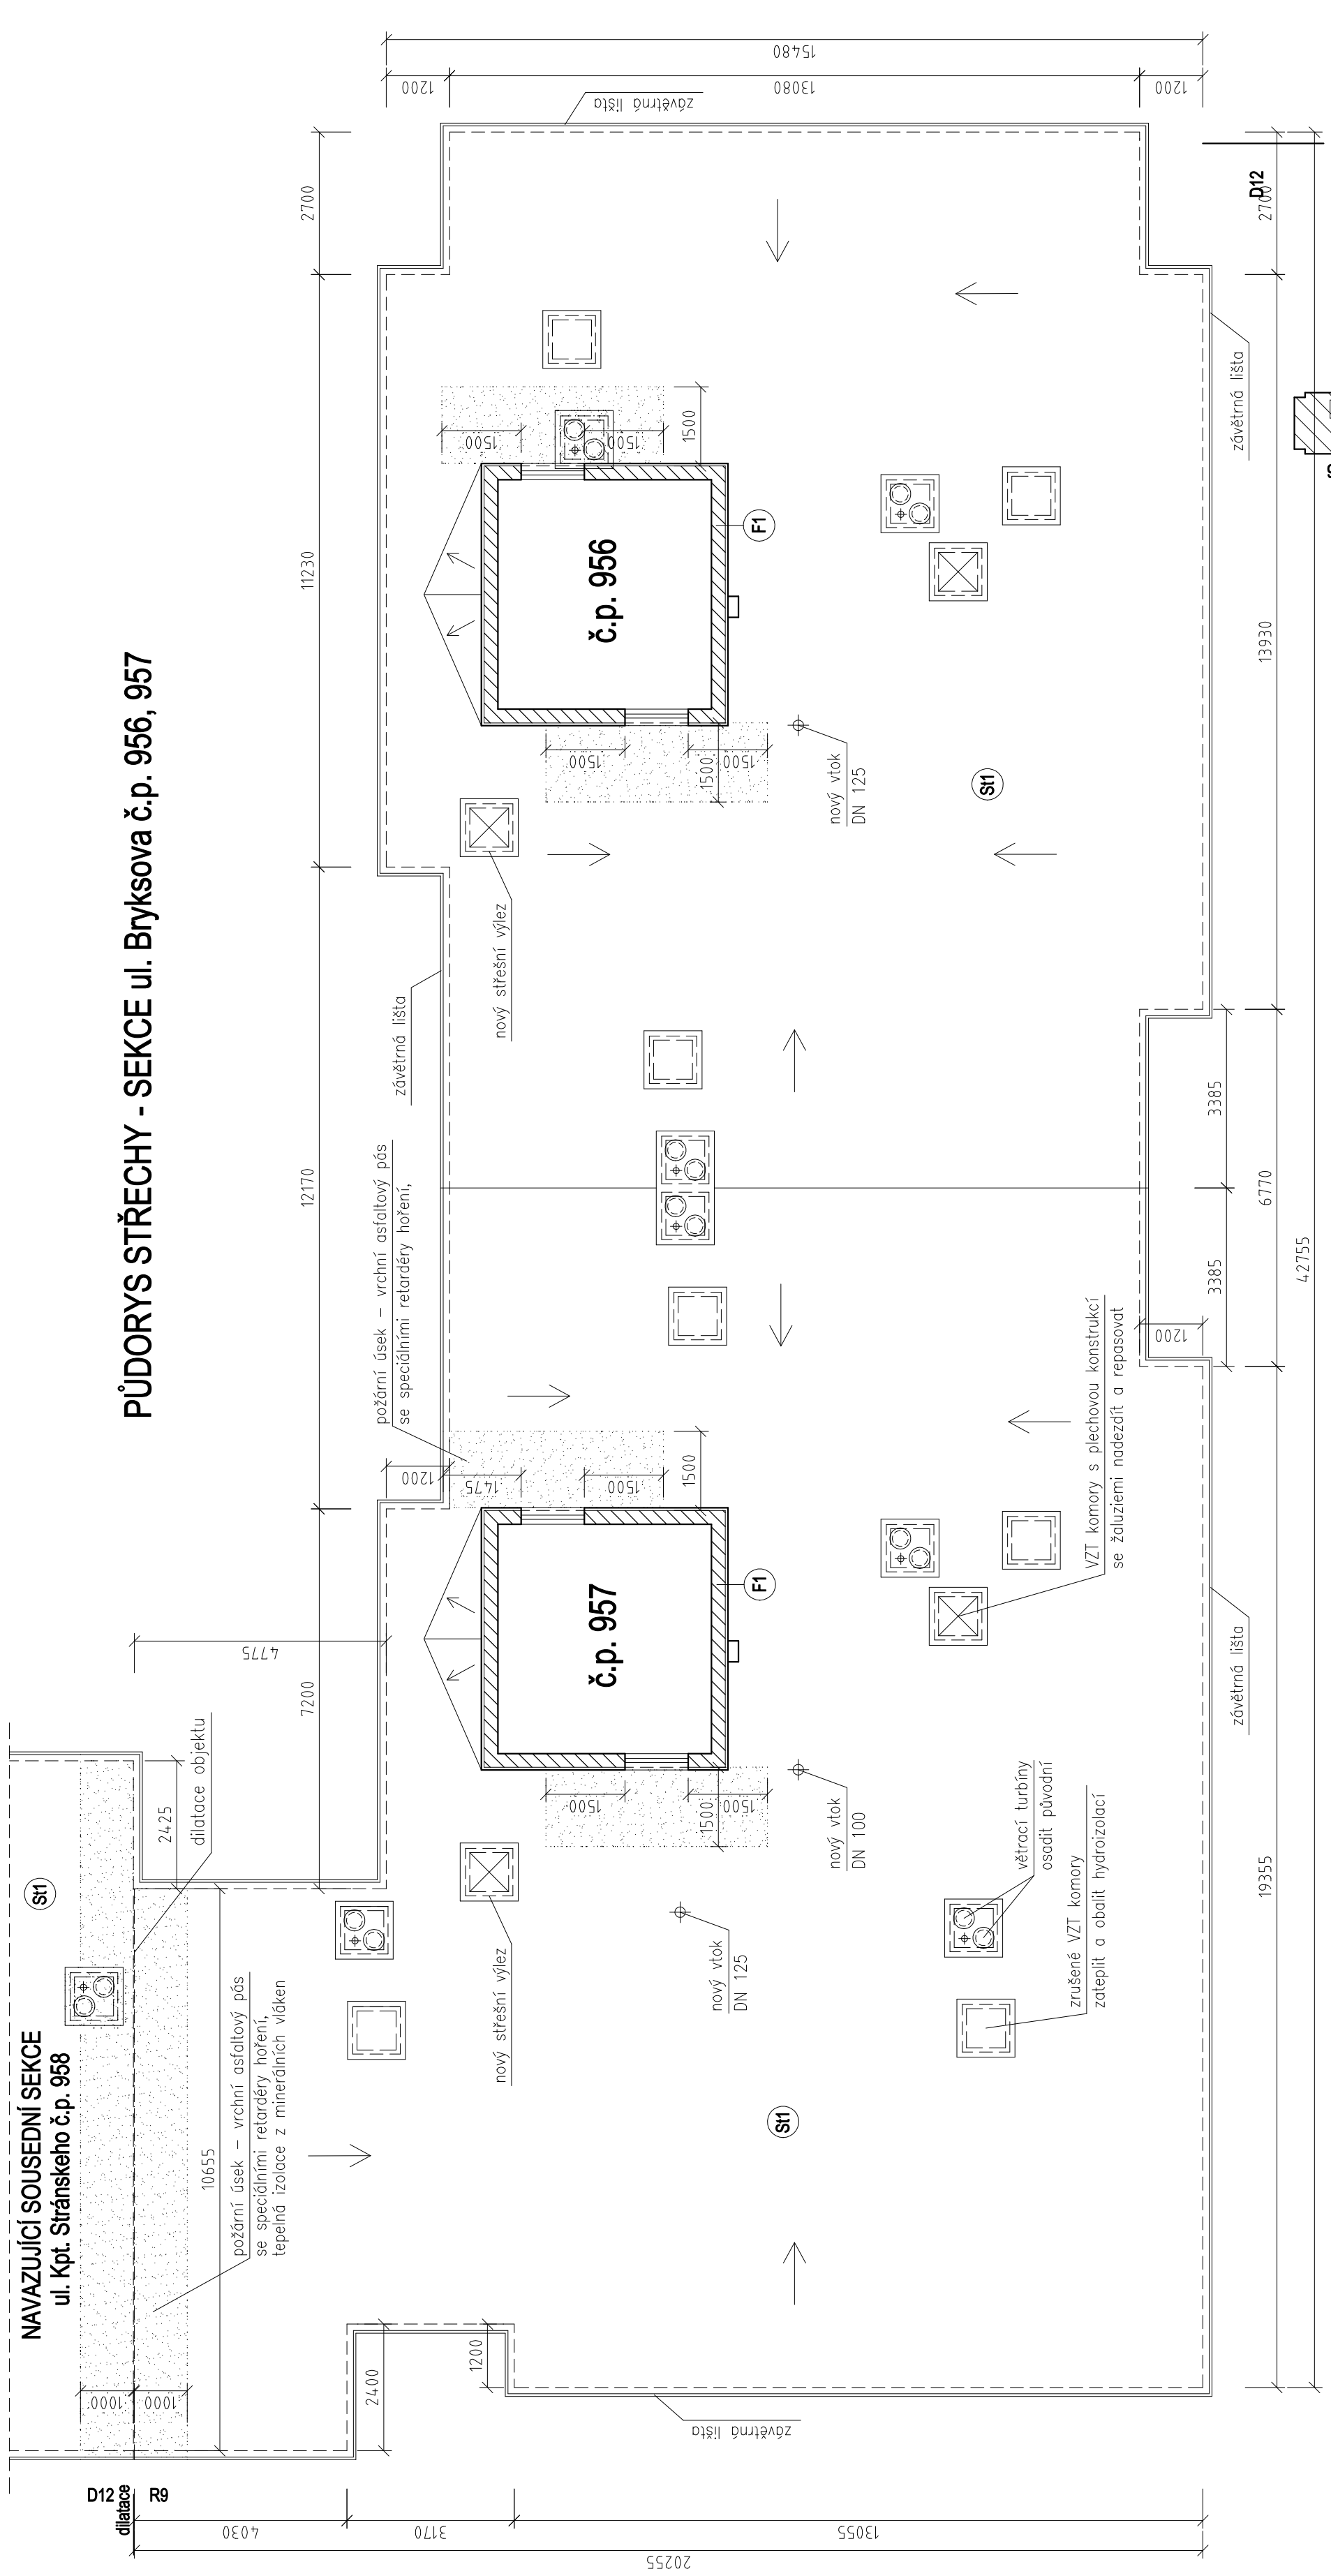 PŮDORYS STŘECHY - SEKCE ul. Bryksova č.p. 956, 957
NAVAZUJÍCÍ SOUSEDNÍ SEKCE
ul. Kpt. Stránskeho č.p. 958
St1
dilatace objektu
2425
4775
7200
12170
11230
2700
1200
13080
1200
15480
závětrná lišta
závětrná lišta
požární úsek – vrchní asfaltový pás
se speciálními retardéry hoření,
požární úsek – vrchní asfaltový pás
se speciálními retardéry hoření,
tepelná izolace z minerálních vláken
10655
1000
1000
2400
1200
D12
dilatace
R9
4030
3170
13055
20255
nový střešní výlez
nový střešní výlez
č.p. 957
č.p. 956
F1
F1
1200
1475
1500
1500
1500
1500
1500
1500
1500
1500
1500
1500
1500
nový vtok
DN 125
nový vtok
DN 100
nový vtok
DN 125
St1
St1
větrací turbíny
osadit původní
zrušené VZT komory
zateplit a obalit hydroizolací
VZT komory s plechovou konstrukcí
se žaluziemi nadezdít a repasovat
závětrná lišta
závětrná lišta
závětrná lišta
1200
3385
3385
19355
6770
13930
2700
D12
42755